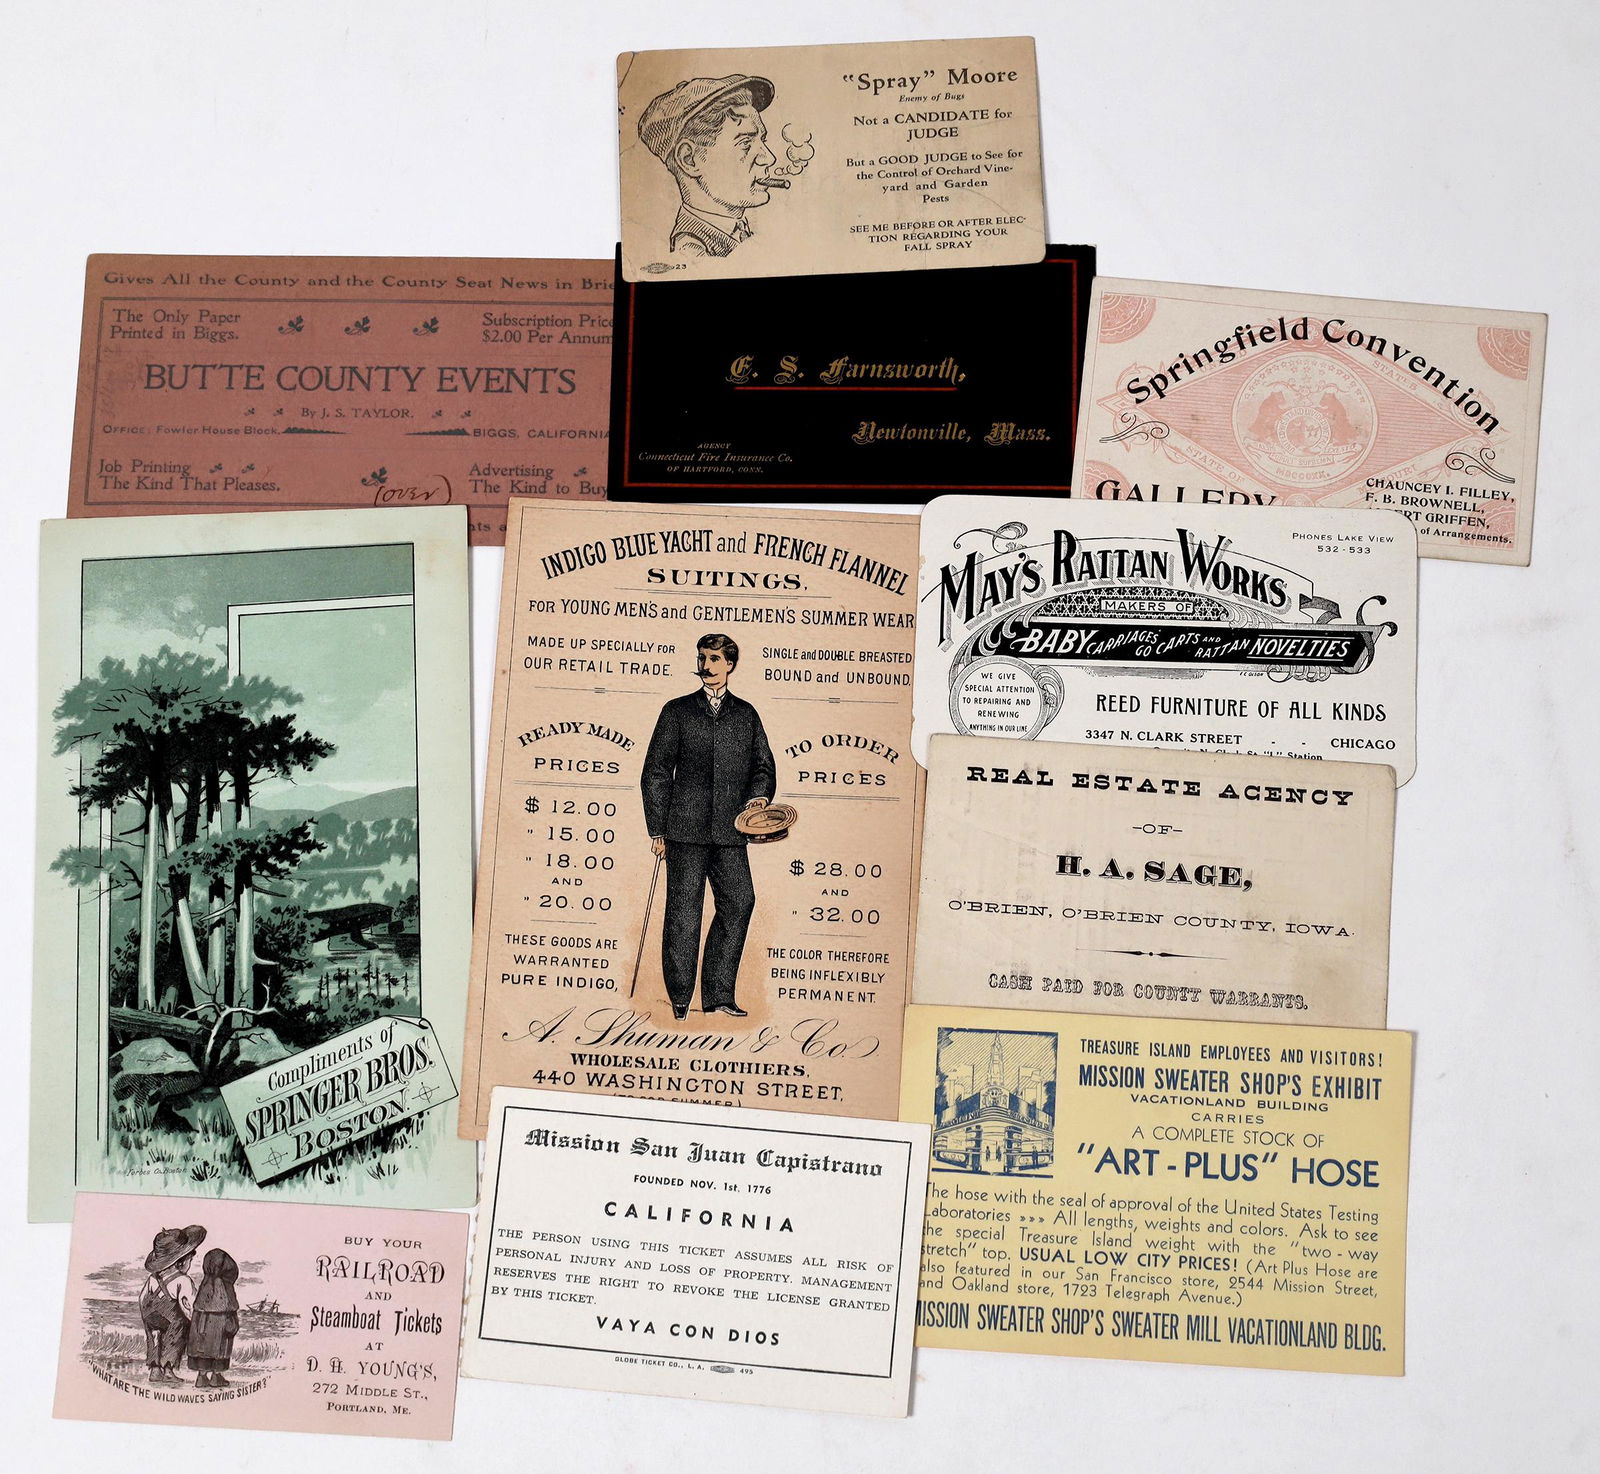 "Spray" Moore
Enemy of Bugs
Not a CANDIDATE for
JUDGE
But a GOOD JUDGE to See for
the Control of Orchard Vine-
yard and Garden
Pests
SEE ME BEFORE OR AFTER ELEC-
TION REGARDING YOUR
FALL SPRAY
23
Gives All the County and the County Seat News in Brie
The Only Paper
Printed in Biggs.
Subscription Price
$2.00 Per Annum
BUTTE COUNTY EVENTS
By J. S. TAYLOR.
OFFICE: Fowler House Block.
BIGGS, CALIFORNIA
Job Printing
The Kind That Pleases.
(over)
Advertising
The Kind to Buy
E. S. Farnsworth,
Newtonville, Mass.
AGENCY
Connecticut Fire Insurance Co.
OF HARTFORD, CONN.
Springfield Convention
STATE OF
MDCCCXX
GALLERY
CHAUNCEY I. FILLEY,
F. B. BROWNELL,
ERT GRIFFEN,
of Arrangements.
Compliments of
SPRINGER BROS.
BOSTON.
Forbes Co. Boston
INDIGO BLUE YACHT and FRENCH FLANNEL
SUITINGS,
FOR YOUNG MEN'S and GENTLEMEN'S SUMMER WEAR
MADE UP SPECIALLY FOR
OUR RETAIL TRADE.
SINGLE and DOUBLE BREASTED
BOUND and UNBOUND.
READY MADE
PRICES
$ 12.00
" 15.00
" 18.00
AND
" 20.00
THESE GOODS ARE
WARRANTED
PURE INDIGO,
TO ORDER
PRICES
$ 28.00
AND
" 32.00
THE COLOR THEREFORE
BEING INFLEXIBLY
PERMANENT.
A. Shuman & Co.
WHOLESALE CLOTHIERS,
440 WASHINGTON STREET,
(TO COR SUMMER)
MAY'S RATTAN WORKS
PHONES LAKE VIEW
532 - 533
MAKERS OF
BABY CARRIAGES GO CARTS AND RATTAN NOVELTIES
WE GIVE
SPECIAL ATTENTION
TO REPAIRING AND
RENEWING
ANYTHING IN OUR LINE
REED FURNITURE OF ALL KINDS
3347 N. CLARK STREET - - CHICAGO
REAL ESTATE AGENCY
-OF-
H. A. SAGE,
O'BRIEN, O'BRIEN COUNTY, IOWA.
CASH PAID FOR COUNTY WARRANTS.
TREASURE ISLAND EMPLOYEES AND VISITORS!
MISSION SWEATER SHOP'S EXHIBIT
VACATIONLAND BUILDING
CARRIES
A COMPLETE STOCK OF
"ART-PLUS" HOSE
The hose with the seal of approval of the United States Testing
Laboratories »»» All lengths, weights and colors. Ask to see
the special Treasure Island weight with the "two-way
stretch" top. USUAL LOW CITY PRICES! (Art Plus Hose are
also featured in our San Francisco store, 2544 Mission Street,
and Oakland store, 1723 Telegraph Avenue.)
MISSION SWEATER SHOP'S SWEATER MILL VACATIONLAND BLDG.
Mission San Juan Capistrano
FOUNDED NOV. 1st, 1776
CALIFORNIA
THE PERSON USING THIS TICKET ASSUMES ALL RISK OF
PERSONAL INJURY AND LOSS OF PROPERTY. MANAGEMENT
RESERVES THE RIGHT TO REVOKE THE LICENSE GRANTED
BY THIS TICKET.
VAYA CON DIOS
GLOBE TICKET CO., L. A. 495
BUY YOUR
RAILROAD
AND
Steamboat Tickets
AT
D. H. YOUNG'S,
272 MIDDLE ST.,
PORTLAND, ME.
"WHAT ARE THE WILD WAVES SAYING SISTER?"